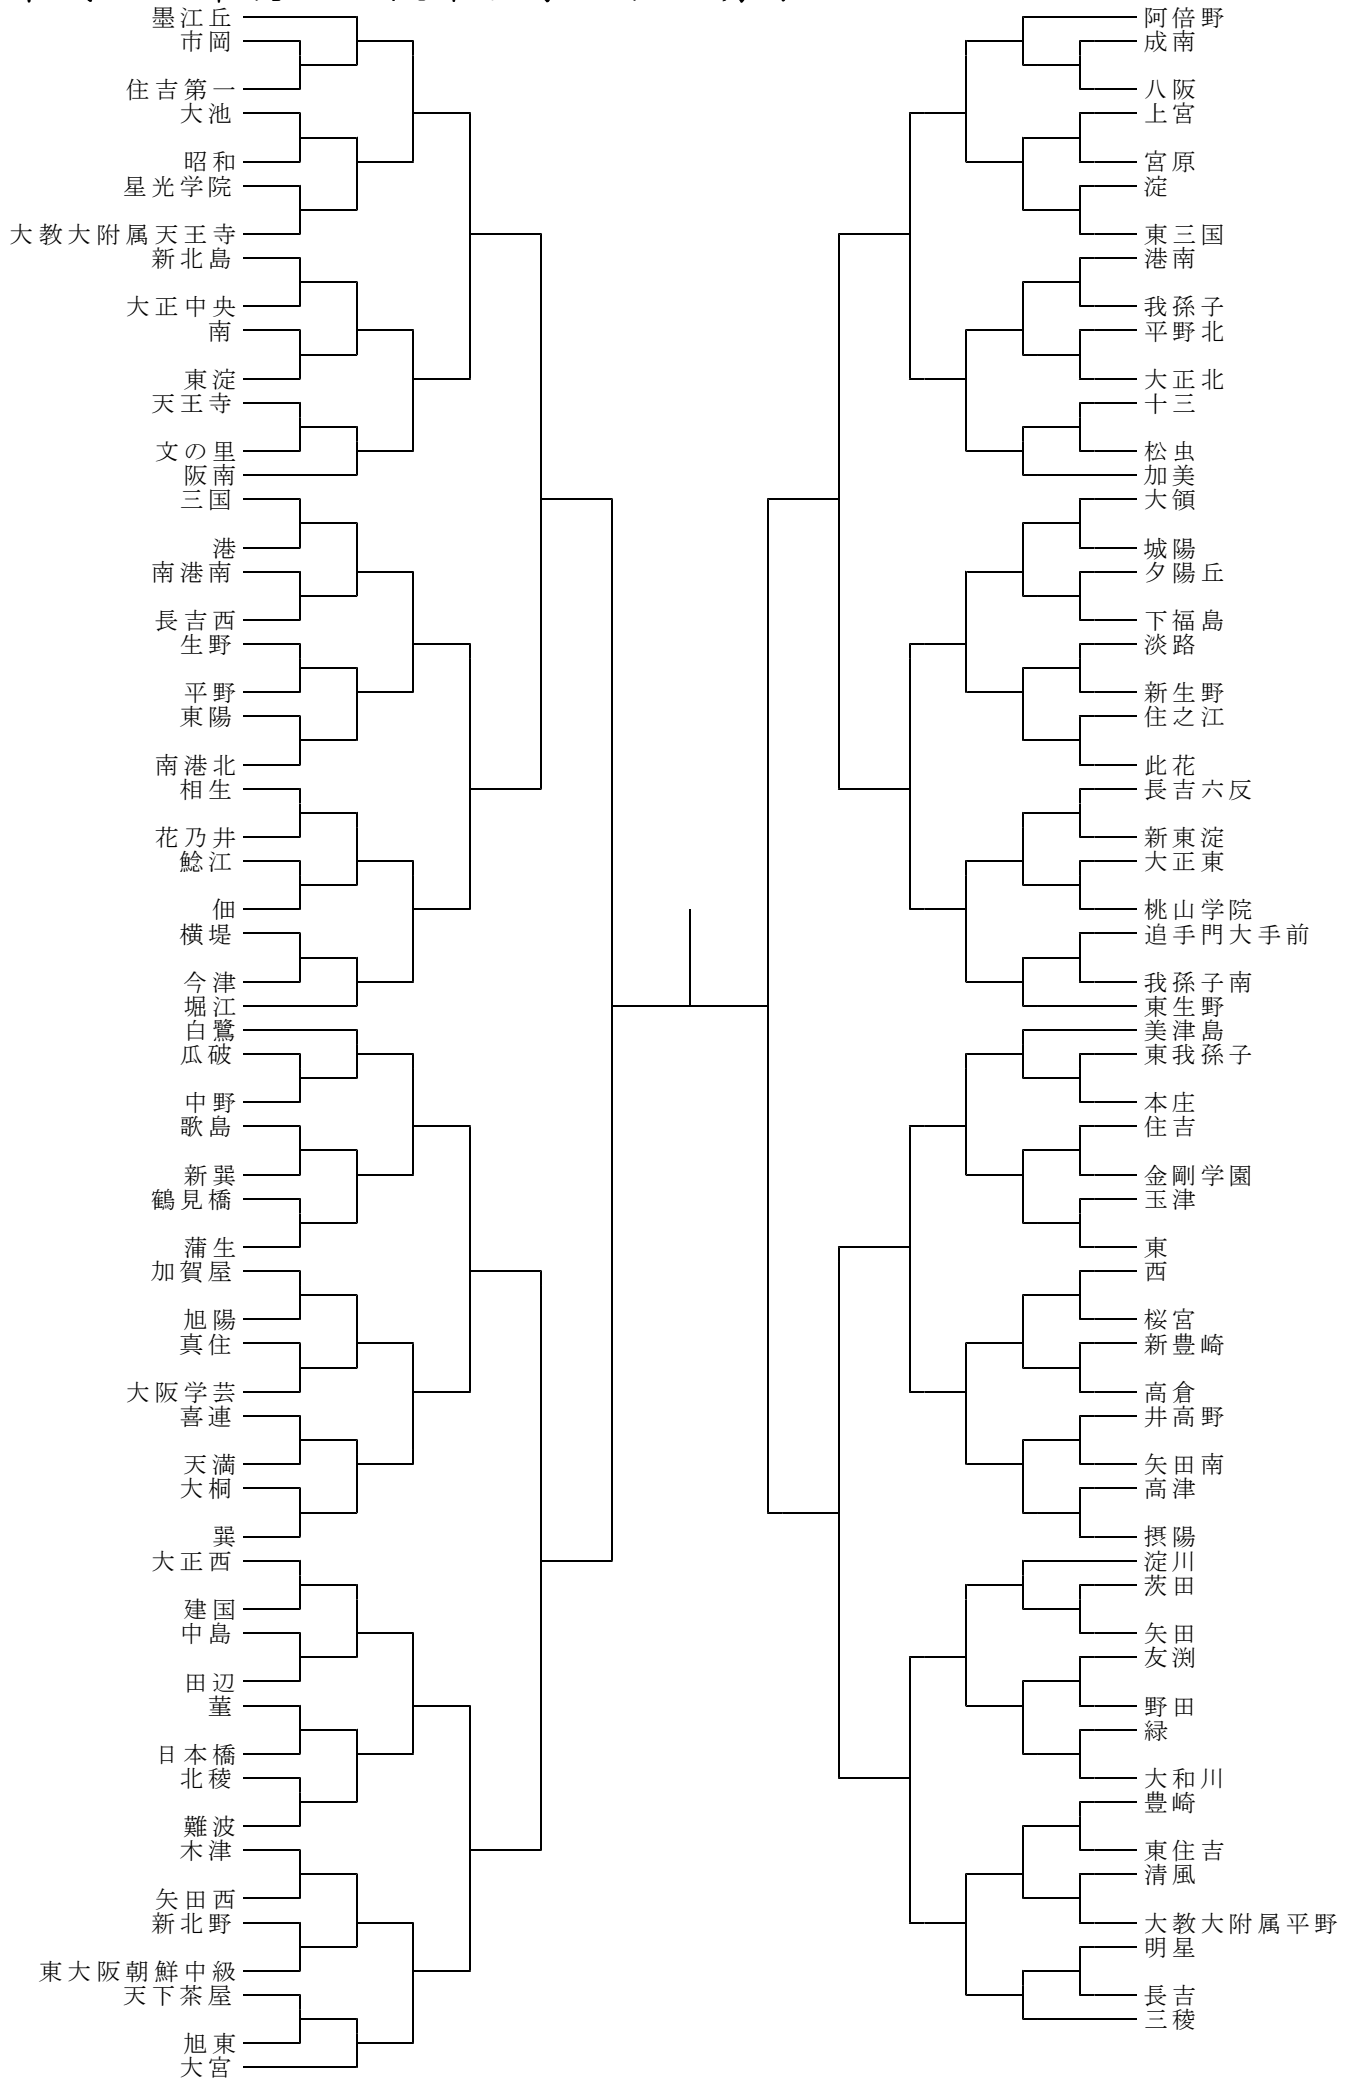 墨江丘
市岡
住吉第一
大池
昭和
星光学院
大教大附属天王寺
新北島
大正中央
南
東淀
天王寺
文の里
阪南
三国
港
南港南
長吉西
生野
平野
東陽
南港北
相生
花乃井
鯰江
佃
横堤
今津
堀江
白鷺
瓜破
中野
歌島
新巽
鶴見橋
蒲生
加賀屋
旭陽
真住
大阪学芸
喜連
天満
大桐
巽
大正西
建国
中島
田辺
菫
日本橋
北稜
難波
木津
矢田西
新北野
東大阪朝鮮中級
天下茶屋
旭東
大宮
阿倍野
成南
八阪
上宮
宮原
淀
東三国
港南
我孫子
平野北
大正北
十三
松虫
加美
大領
城陽
夕陽丘
下福島
淡路
新生野
住之江
此花
長吉六反
新東淀
大正東
桃山学院
追手門大手前
我孫子南
東生野
美津島
東我孫子
本庄
住吉
金剛学園
玉津
東
西
桜宮
新豊崎
高倉
井高野
矢田南
高津
摂陽
淀川
茨田
矢田
友渕
野田
緑
大和川
豊崎
東住吉
清風
大教大附属平野
明星
長吉
三稜